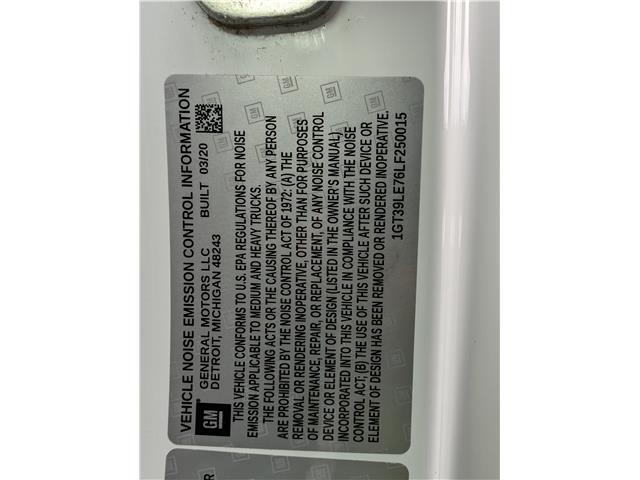 VEHICLE NOISE EMISSION CONTROL INFORMATION
GM
GENERAL MOTORS LLC BUILT 03/20
DETROIT, MICHIGAN 48243
THIS VEHICLE CONFORMS TO U.S. EPA REGULATIONS FOR NOISE
EMISSION APPLICABLE TO MEDIUM AND HEAVY TRUCKS.
THE FOLLOWING ACTS OR THE CAUSING THEREOF BY ANY PERSON
ARE PROHIBITED BY THE NOISE CONTROL ACT OF 1972: (A) THE
REMOVAL OR RENDERING INOPERATIVE, OTHER THAN FOR PURPOSES
OF MAINTENANCE, REPAIR, OR REPLACEMENT, OF ANY NOISE CONTROL
DEVICE OR ELEMENT OF DESIGN (LISTED IN THE OWNER'S MANUAL)
INCORPORATED INTO THIS VEHICLE IN COMPLIANCE WITH THE NOISE
CONTROL ACT; (B) THE USE OF THIS VEHICLE AFTER SUCH DEVICE OR
ELEMENT OF DESIGN HAS BEEN REMOVED OR RENDERED INOPERATIVE.
1GT39LE76LF250015